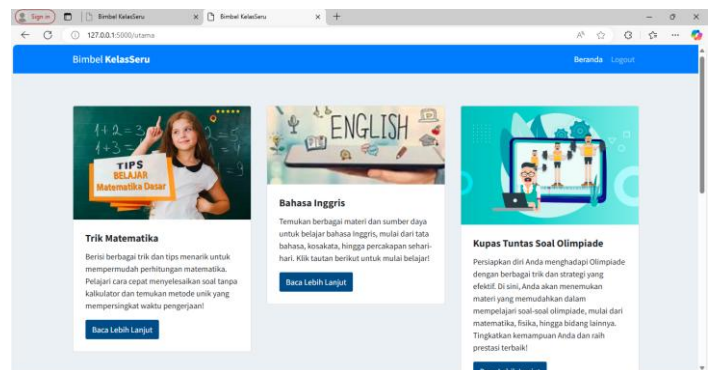 Sign in
Bimbel KelasSeru
Bimbel KelasSeru
127.0.0.1:5000/utama
Bimbel KelasSeru
Beranda Logout
1+2=3
4+3=
TIPS
BELAJAR
Matematika Dasar
Trik Matematika
Berisi berbagai trik dan tips menarik untuk
mempermudah perhitungan matematika.
Pelajari cara cepat menyelesaikan soal tanpa
kalkulator dan temukan metode unik yang
mempersingkat waktu pengerjaan!
Baca Lebih Lanjut
ENGLISH
Bahasa Inggris
Temukan berbagai materi dan sumber daya
untuk belajar bahasa Inggris, mulai dari tata
bahasa, kosakata, hingga percakapan sehari-
hari. Klik tautan berikut untuk mulai belajar!
Baca Lebih Lanjut
Kupas Tuntas Soal Olimpiade
Persiapkan diri Anda menghadapi Olimpiade
dengan berbagai trik dan strategi yang
efektif. Di sini, Anda akan menemukan
materi yang memudahkan dalam
mempelajari soal-soal olimpiade, mulai dari
matematika, fisika, hingga bidang lainnya.
Tingkatkan kemampuan Anda dan raih
prestasi terbaik!